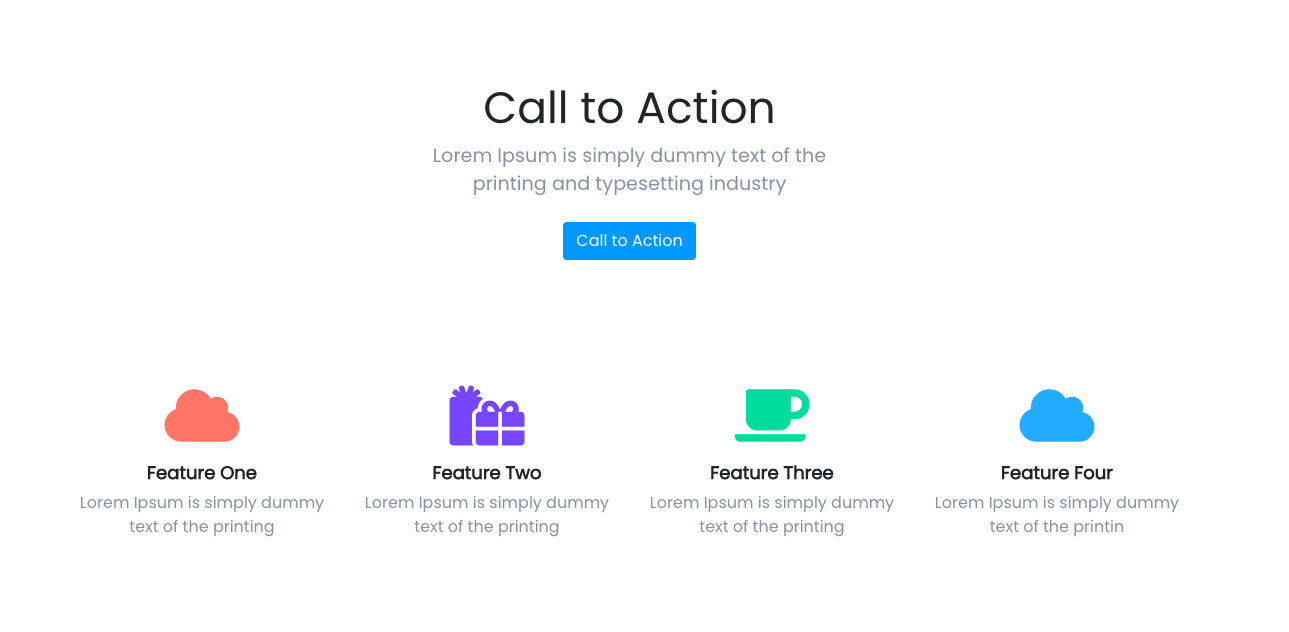 Call to Action
Lorem Ipsum is simply dummy text of the
printing and typesetting industry
Call to Action
Feature One
Lorem Ipsum is simply dummy
text of the printing
Feature Two
Lorem Ipsum is simply dummy
text of the printing
Feature Three
Lorem Ipsum is simply dummy
text of the printing
Feature Four
Lorem Ipsum is simply dummy
text of the printin